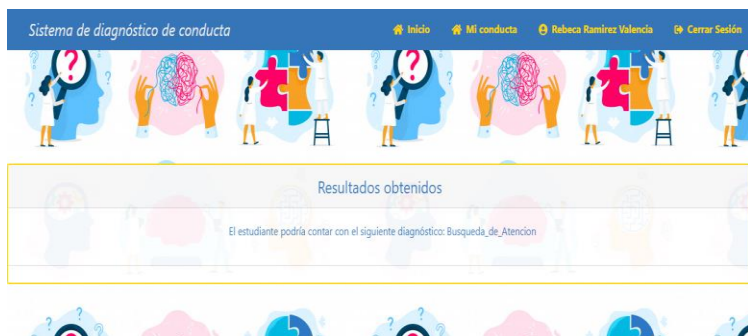 Sistema de diagnóstico de conducta
Inicio
Mi conducta
Rebeca Ramirez Valencia
Cerrar Sesión
Resultados obtenidos
El estudiante podría contar con el siguiente diagnóstico: Busqueda_de_Atencion